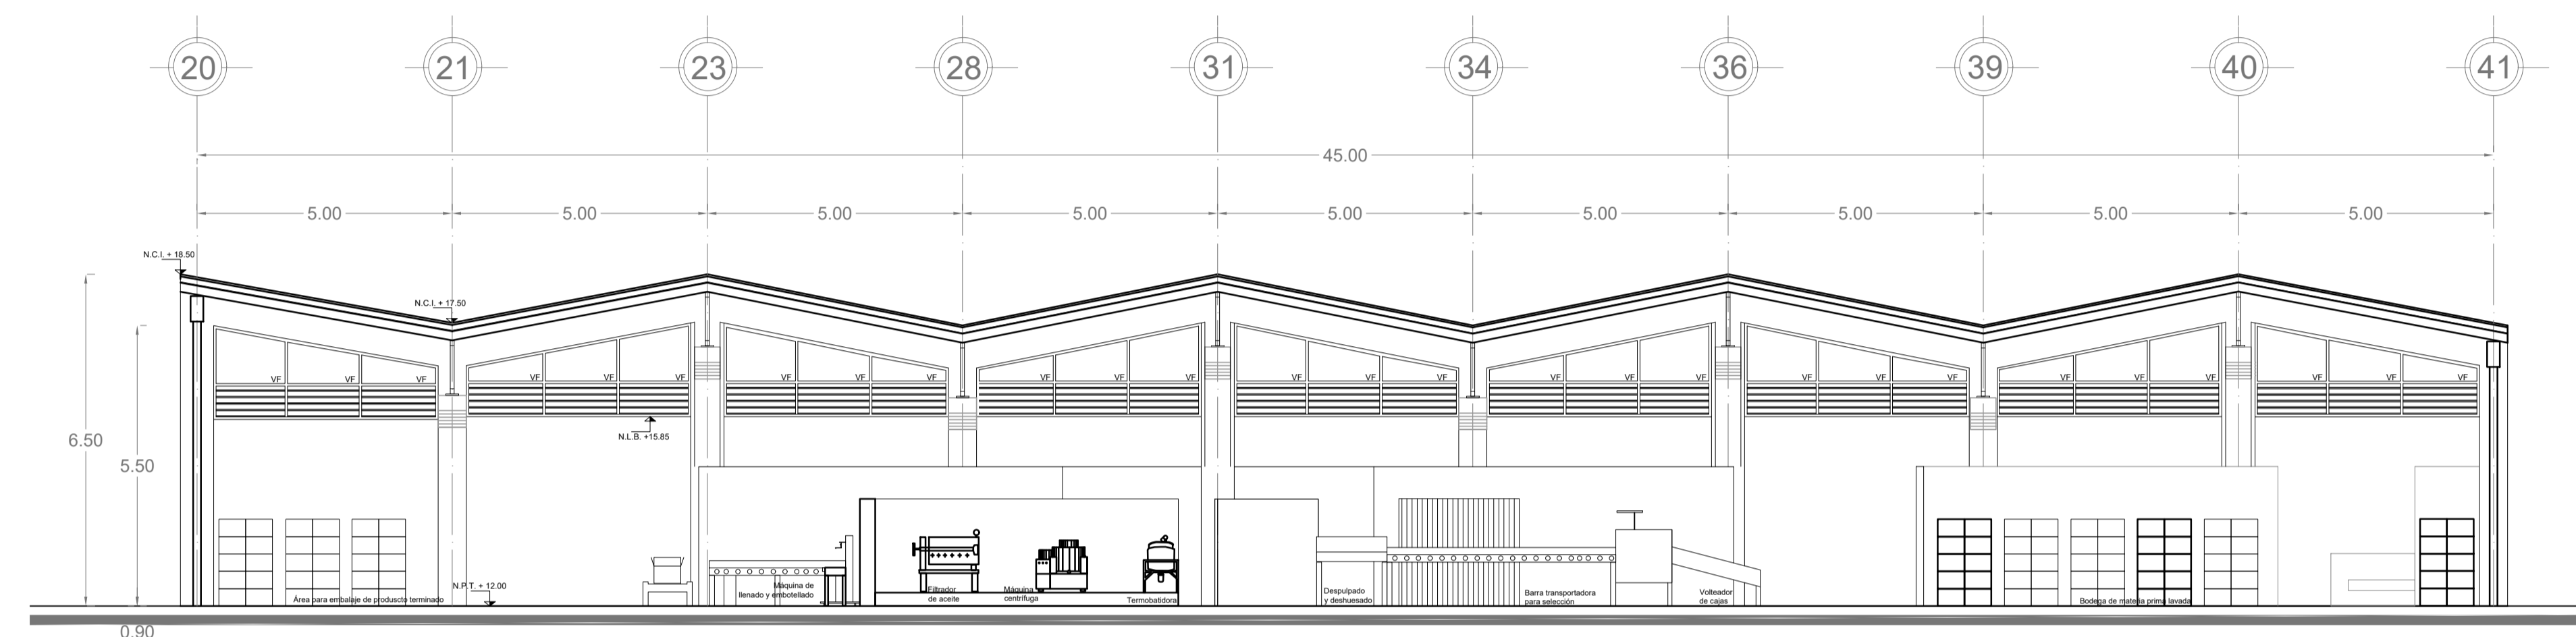 20 21 23 28 31 34 36 39 40 41
45.00
5.00 5.00 5.00 5.00 5.00 5.00 5.00 5.00 5.00
N.C.I. + 18.50
N.C.I. + 17.50
VF VF VF VF VF VF VF VF VF VF VF VF VF VF VF VF VF VF VF VF VF VF VF VF VF VF VF
N.L.B. +15.85
6.50
5.50
N.P.T. + 12.00
Área para embalaje de produscto terminado
Máquina de
llenado y embotellado
Filtrador
de aceite
Máquina
centrífuga
Termobatidora
Despulpado
y deshuesado
Barra transportadora
para selección
Volteador
de cajas
Bodega de materia prima lavada
0.90